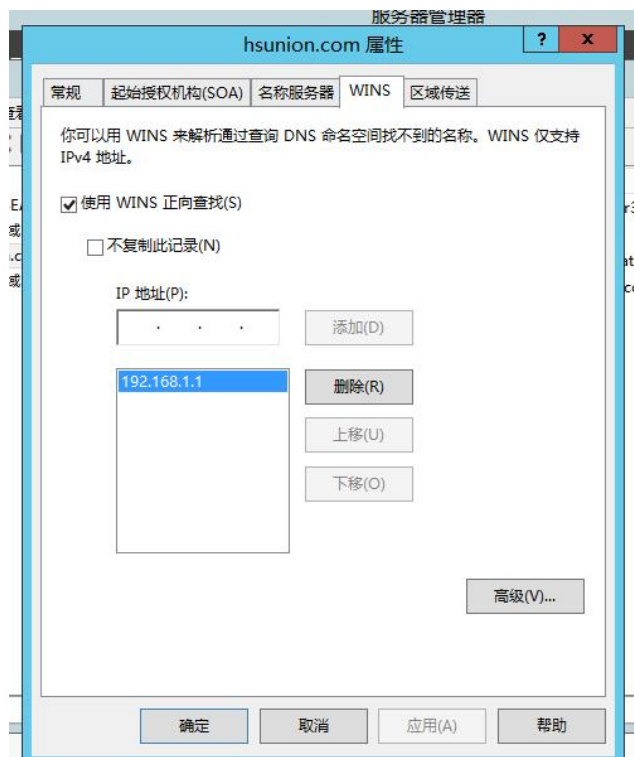 服务器管理器
hsunion.com 属性
?
x
常规
起始授权机构(SOA)
名称服务器
WINS
区域传送
你可以用 WINS 来解析通过查询 DNS 命名空间找不到的名称。WINS 仅支持
IPv4 地址。
使用 WINS 正向查找(S)
不复制此记录(N)
IP 地址(P):
. . .
添加(D)
192.168.1.1
删除(R)
上移(U)
下移(O)
高级(V)...
确定
取消
应用(A)
帮助